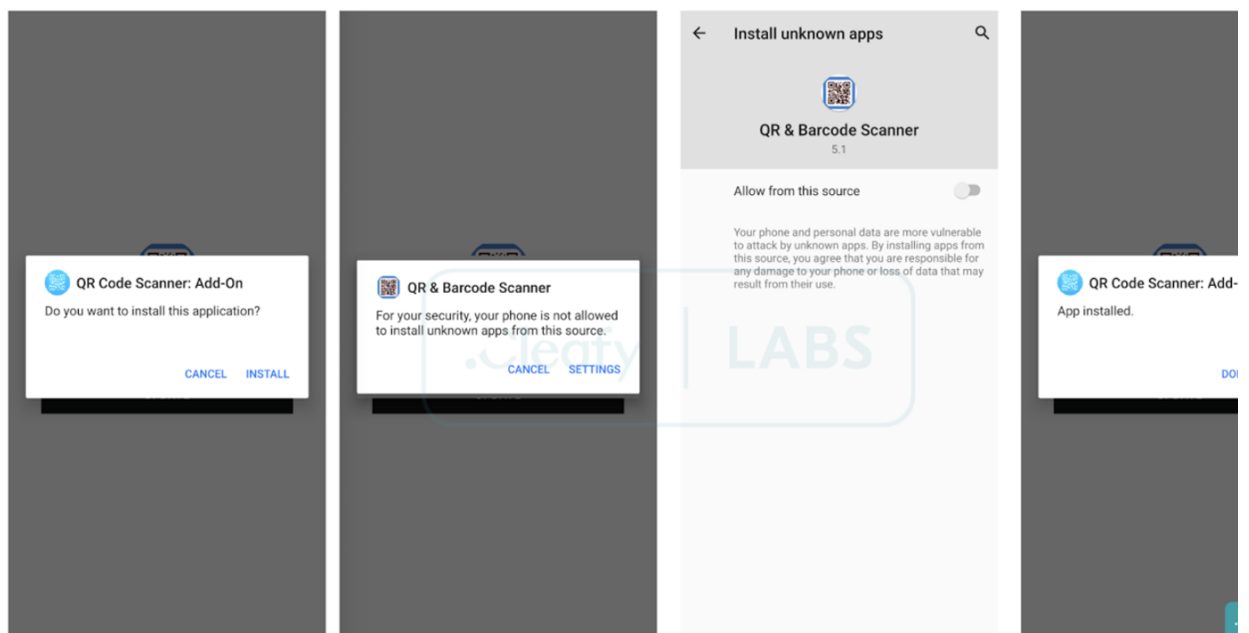 QR Code Scanner: Add-On
Do you want to install this application?
CANCEL INSTALL
QR & Barcode Scanner
For your security, your phone is not allowed
to install unknown apps from this source.
CANCEL SETTINGS
Install unknown apps
QR & Barcode Scanner
5.1
Allow from this source
Your phone and personal data are more vulnerable
to attack by unknown apps. By installing apps from
this source, you agree that you are responsible for
any damage to your phone or loss of data that may
result from their use.
QR Code Scanner: Add-
App installed.
Cleafy LABS